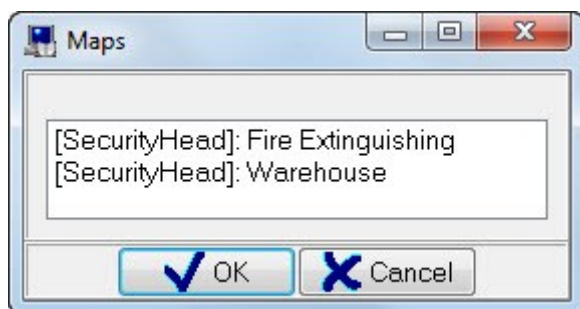 Maps
[SecurityHead]: Fire Extinguishing
[SecurityHead]: Warehouse
OK
Cancel